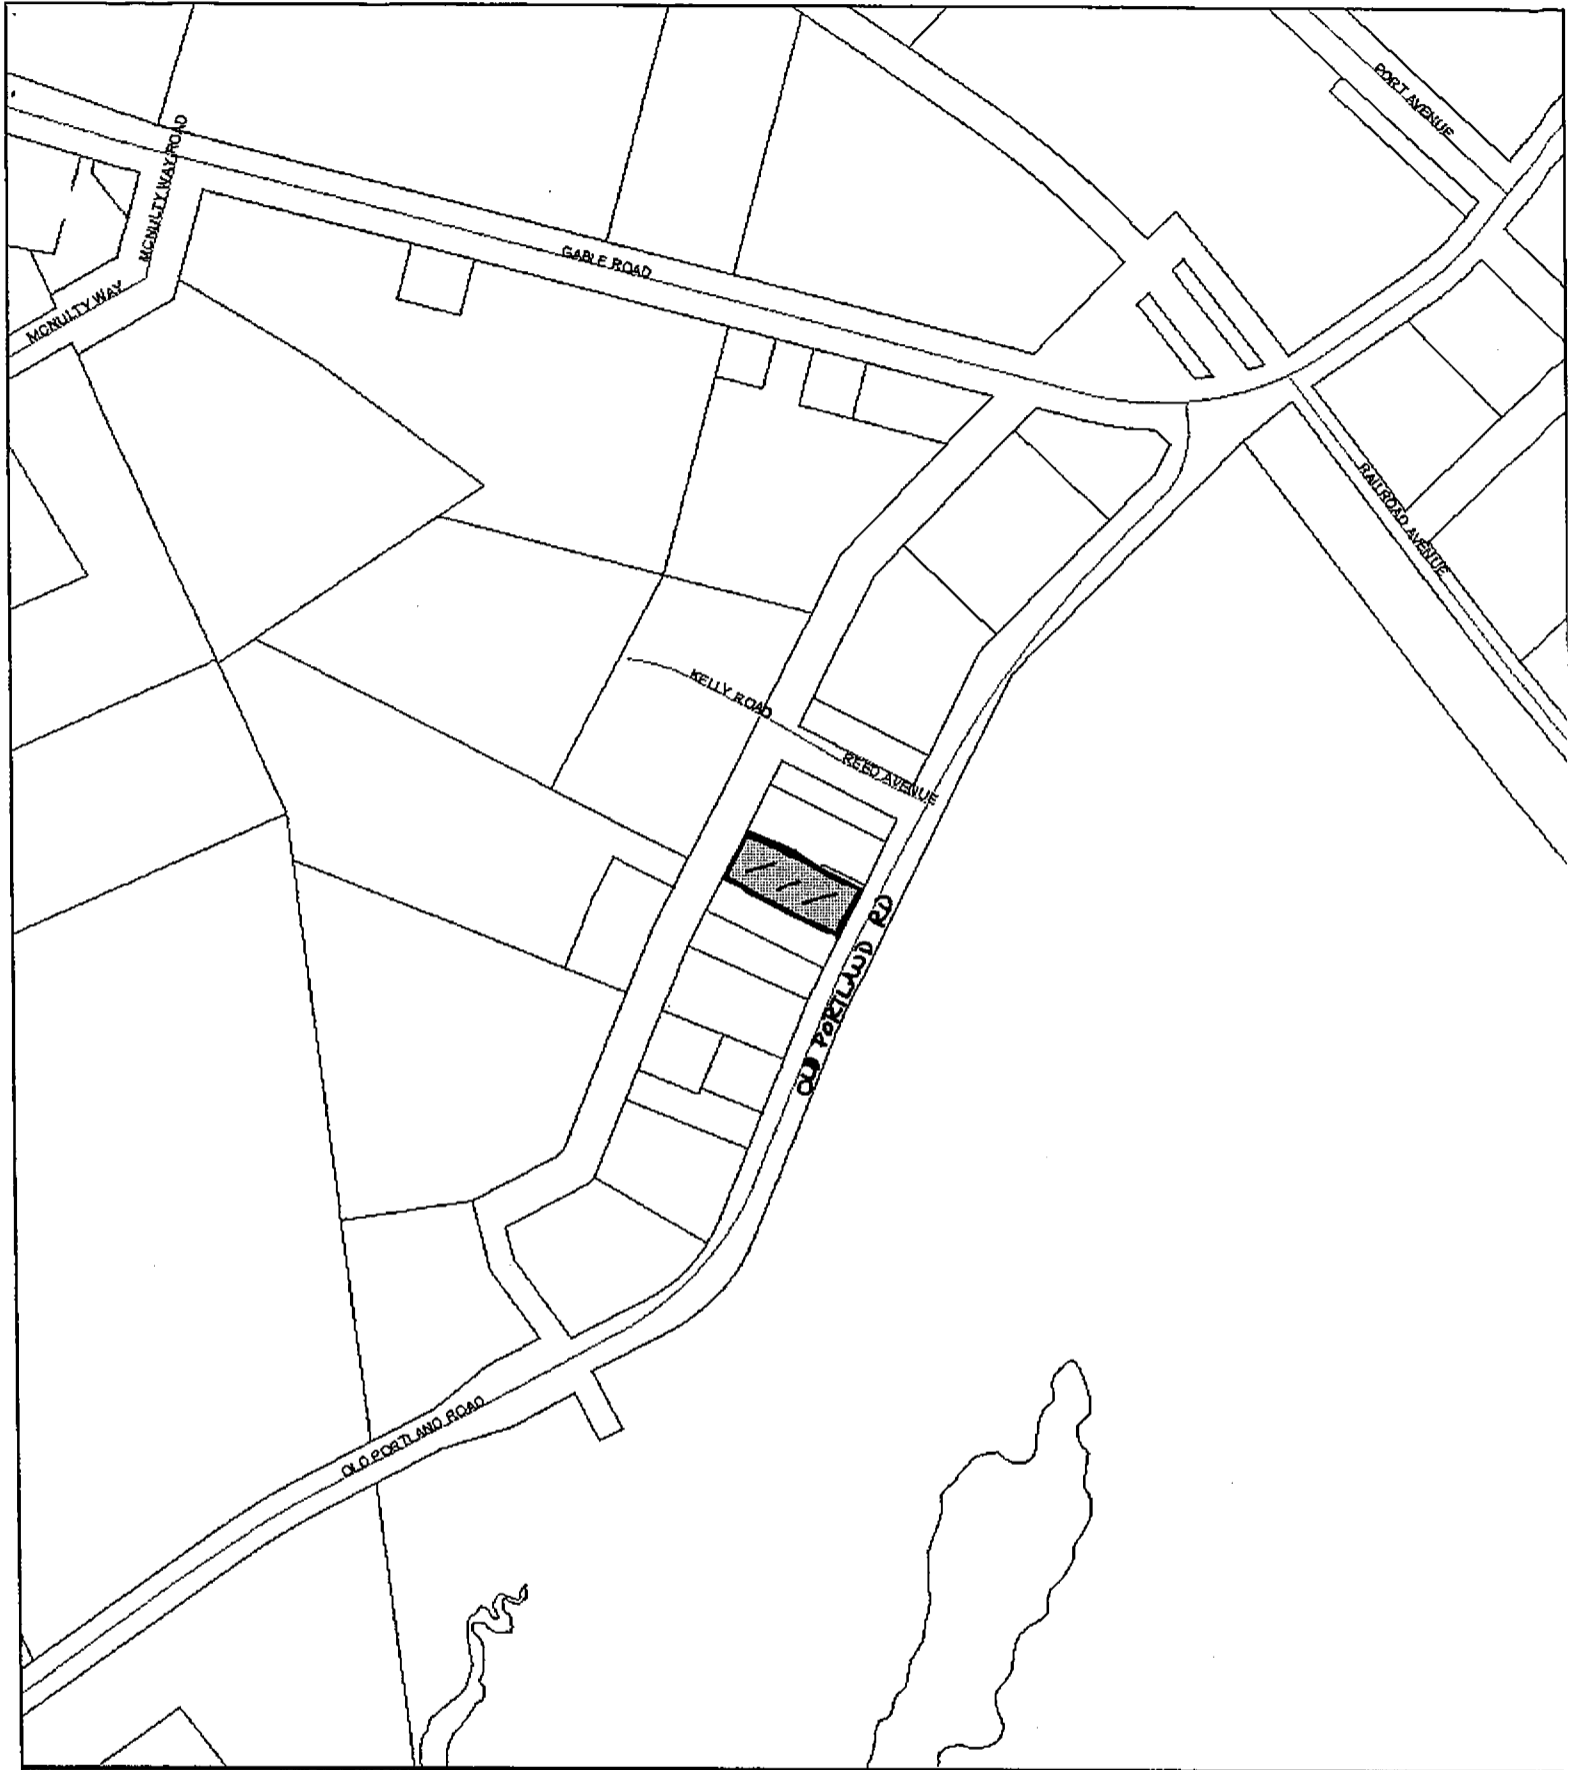 PORT AVENUE
MCNULTY WAY ROAD
GABLE ROAD
MCNULTY WAY
RAILROAD AVENUE
KELLY ROAD
REED AVENUE
OLD PORTLAND RD
OLD PORTLAND ROAD